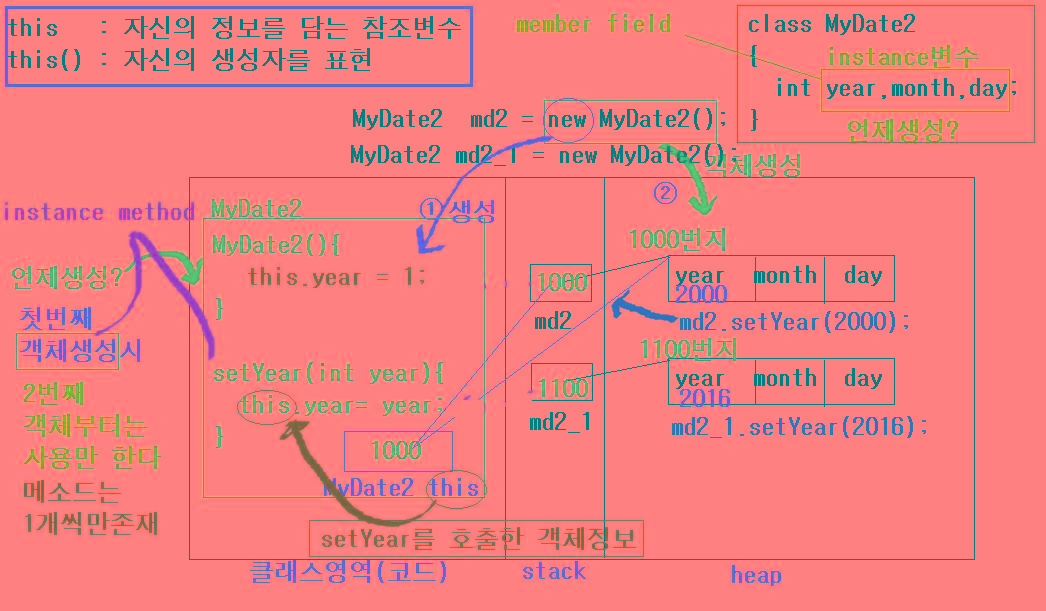 this : 자신의 정보를 담는 참조변수
this() : 자신의 생성자를 표현
member field
class MyDate2
{
instance변수
int year,month,day;
}
언제생성?
MyDate2 md2 = new MyDate2();
MyDate2 md2_1 = new MyDate2();
객체생성
instance method
MyDate2
① 생성
②
MyDate2(){
this.year = 1;
}
언제생성?
첫번째
객체생성시
2번째
객체부터는
사용만 한다
메소드는
1개씩만존재
setYear(int year){
this.year= year;
}
1000
MyDate2 this
setYear를 호출한 객체정보
1000
md2
1100
md2_1
1000번지
year month day
2000
md2.setYear(2000);
1100번지
year month day
2016
md2_1.setYear(2016);
클래스영역(코드)
stack
heap